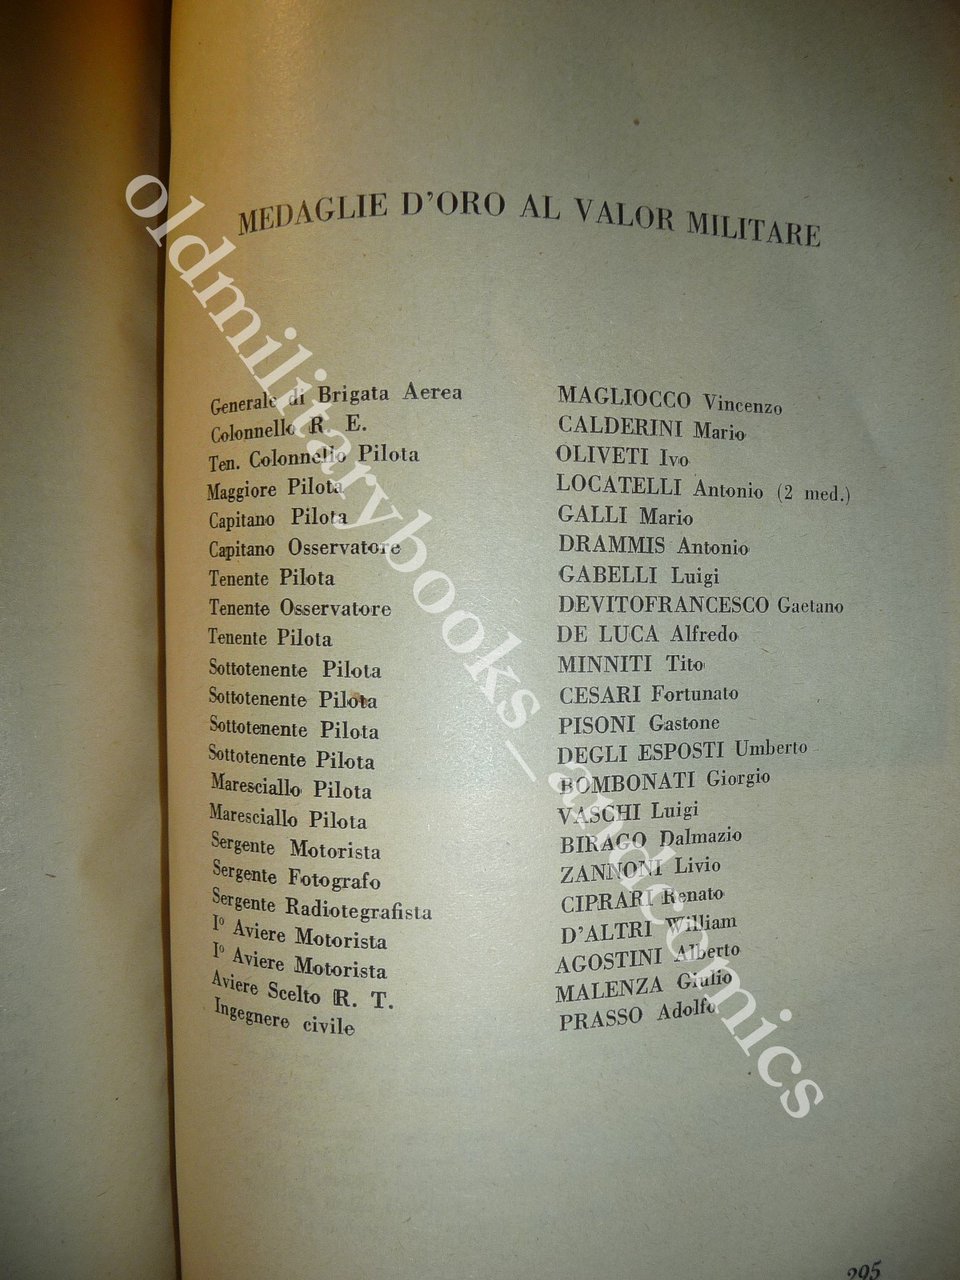 MEDAGLIE D'ORO AL VALOR MILITARE
Generale di Brigata Aerea MAGLIOCCO Vincenzo
Colonnello R. E. CALDERINI Mario
Ten. Colonnello Pilota OLIVETI Ivo
Maggiore Pilota LOCATELLI Antonio (2 med.)
Capitano Pilota GALLI Mario
Capitano Osservatore DRAMMIS Antonio
Tenente Pilota GABELLI Luigi
Tenente Osservatore DEVITOFRANCESCO Gaetano
Tenente Pilota DE LUCA Alfredo
Sottotenente Pilota MINNITI Tito
Sottotenente Pilota CESARI Fortunato
Sottotenente Pilota PISONI Gastone
Sottotenente Pilota DEGLI ESPOSTI Umberto
Maresciallo Pilota BOMBONATI Giorgio
Maresciallo Pilota VASCHI Luigi
Sergente Motorista BIRAGO Dalmazio
Sergente Fotografo ZANNONI Livio
Sergente Radiotegrafista CIPRARI Renato
I° Aviere Motorista D'ALTRI William
I° Aviere Motorista AGOSTINI Alberto
Aviere Scelto R. T. MALENZA Giulio
Ingegnere civile PRASSO Adolfo
295
oldmilitarybooks_andcomics